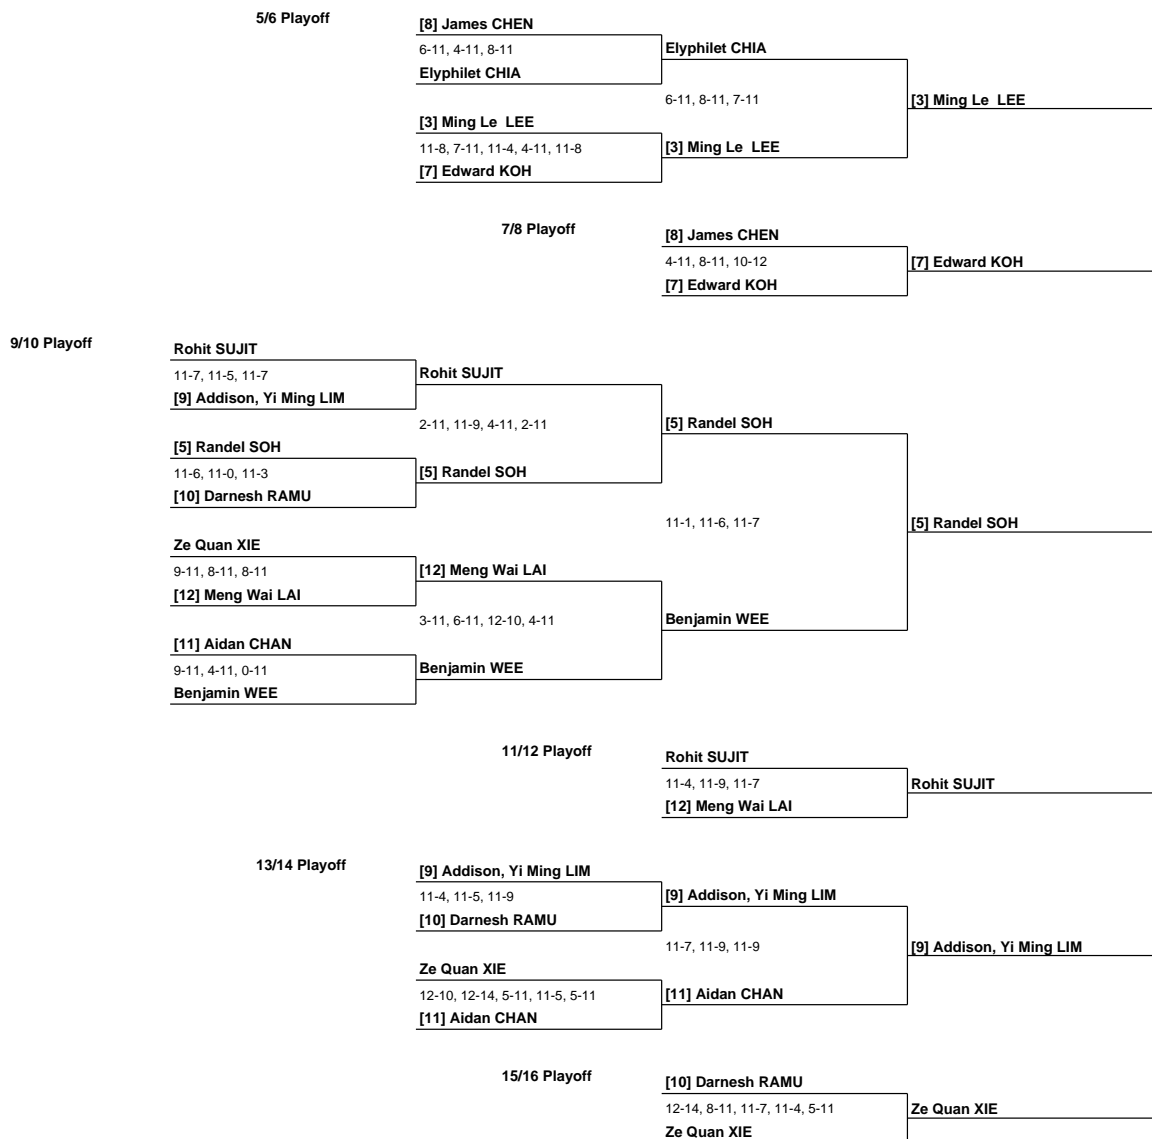 5/6 Playoff
[8] James CHEN
6-11, 4-11, 8-11
Elyphilet CHIA
Elyphilet CHIA
6-11, 8-11, 7-11
[3] Ming Le  LEE
[3] Ming Le  LEE
11-8, 7-11, 11-4, 4-11, 11-8
[3] Ming Le  LEE
[7] Edward KOH
7/8 Playoff
[8] James CHEN
4-11, 8-11, 10-12
[7] Edward KOH
[7] Edward KOH
9/10 Playoff
Rohit SUJIT
11-7, 11-5, 11-7
Rohit SUJIT
[9] Addison, Yi Ming LIM
2-11, 11-9, 4-11, 2-11
[5] Randel SOH
[5] Randel SOH
11-6, 11-0, 11-3
[5] Randel SOH
[10] Darnesh RAMU
11-1, 11-6, 11-7
[5] Randel SOH
Ze Quan XIE
9-11, 8-11, 8-11
[12] Meng Wai LAI
[12] Meng Wai LAI
3-11, 6-11, 12-10, 4-11
Benjamin WEE
[11] Aidan CHAN
9-11, 4-11, 0-11
Benjamin WEE
Benjamin WEE
11/12 Playoff
Rohit SUJIT
11-4, 11-9, 11-7
Rohit SUJIT
[12] Meng Wai LAI
13/14 Playoff
[9] Addison, Yi Ming LIM
11-4, 11-5, 11-9
[9] Addison, Yi Ming LIM
[10] Darnesh RAMU
11-7, 11-9, 11-9
[9] Addison, Yi Ming LIM
Ze Quan XIE
12-10, 12-14, 5-11, 11-5, 5-11
[11] Aidan CHAN
[11] Aidan CHAN
15/16 Playoff
[10] Darnesh RAMU
12-14, 8-11, 11-7, 11-4, 5-11
Ze Quan XIE
Ze Quan XIE